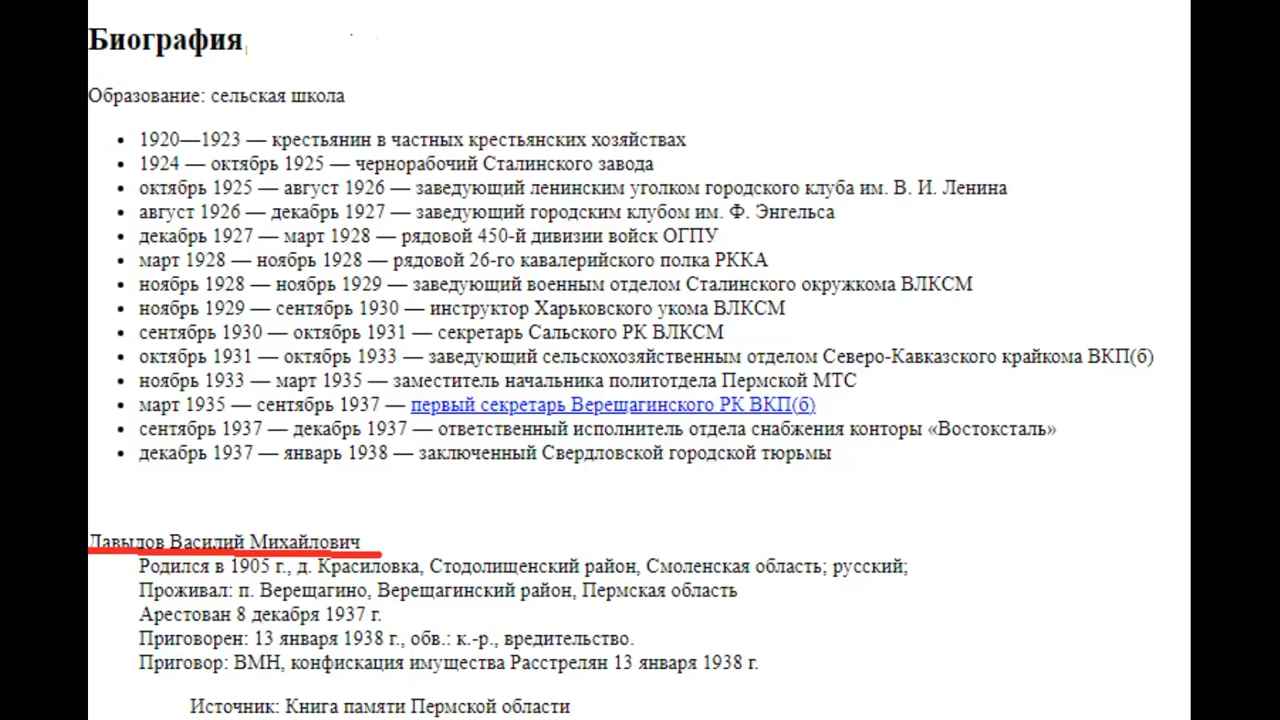 Биография
Образование: сельская школа
• 1920—1923 — крестьянин в частных крестьянских хозяйствах
• 1924 — октябрь 1925 — чернорабочий Сталинского завода
• октябрь 1925 — август 1926 — заведующий ленинским уголком городского клуба им. В. И. Ленина
• август 1926 — декабрь 1927 — заведующий городским клубом им. Ф. Энгельса
• декабрь 1927 — март 1928 — рядовой 450-й дивизии войск ОГПУ
• март 1928 — ноябрь 1928 — рядовой 26-го кавалерийского полка РККА
• ноябрь 1928 — ноябрь 1929 — заведующий военным отделом Сталинского окружкома ВЛКСМ
• ноябрь 1929 — сентябрь 1930 — инструктор Харьковского укома ВЛКСМ
• сентябрь 1930 — октябрь 1931 — секретарь Сальского РК ВЛКСМ
• октябрь 1931 — октябрь 1933 — заведующий сельскохозяйственным отделом Северо-Кавказского крайкома ВКП(б)
• ноябрь 1933 — март 1935 — заместитель начальника политотдела Пермской МТС
• март 1935 — сентябрь 1937 — первый секретарь Верещагинского РК ВКП(б)
• сентябрь 1937 — декабрь 1937 — ответственный исполнитель отдела снабжения конторы «Востоксталь»
• декабрь 1937 — январь 1938 — заключенный Свердловской городской тюрьмы
Давыдов Василий Михайлович
Родился в 1905 г., д. Красиловка, Стодолищенский район, Смоленская область; русский;
Проживал: п. Верещагино, Верещагинский район, Пермская область
Арестован 8 декабря 1937 г.
Приговорен: 13 января 1938 г., обв.: к.-р., вредительство.
Приговор: ВМН, конфискация имущества Расстрелян 13 января 1938 г.
Источник: Книга памяти Пермской области